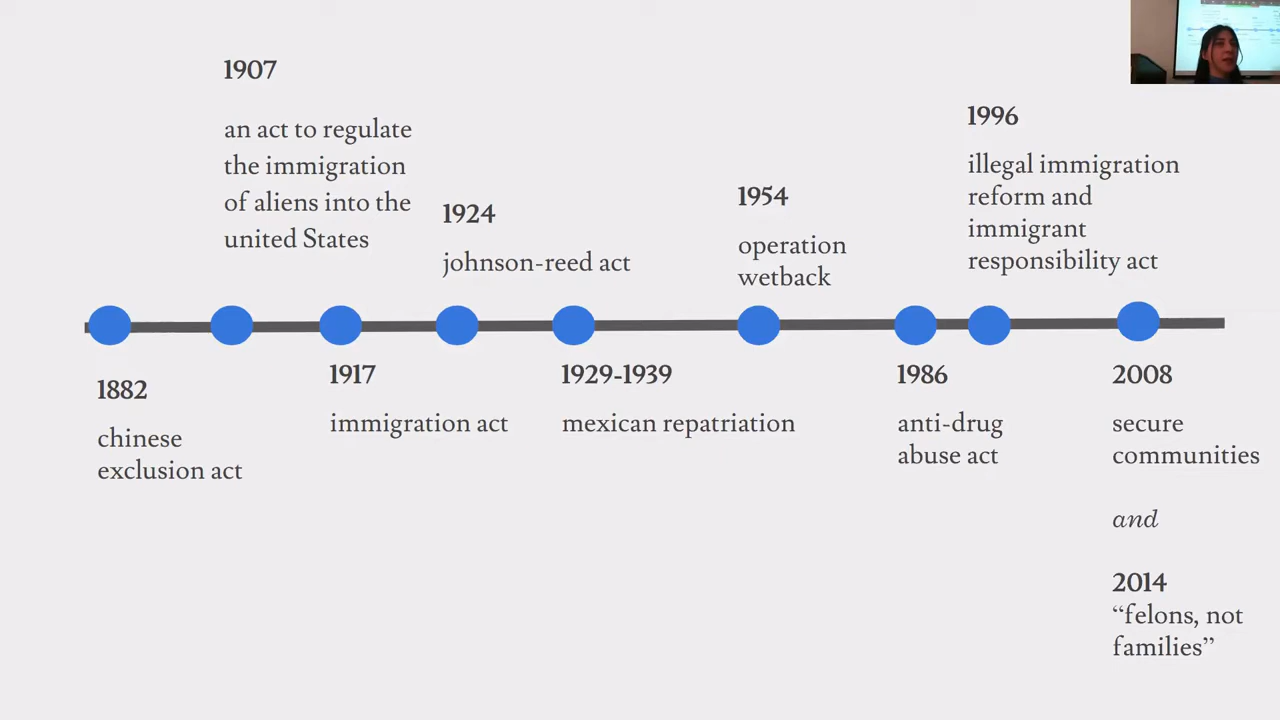 1907
an act to regulate
the immigration
of aliens into the
united States
1924
johnson-reed act
1954
operation
wetback
1996
illegal immigration
reform and
immigrant
responsibility act
1882
chinese
exclusion act
1917
immigration act
1929-1939
mexican repatriation
1986
anti-drug
abuse act
2008
secure
communities
and
2014
“felons, not
families”